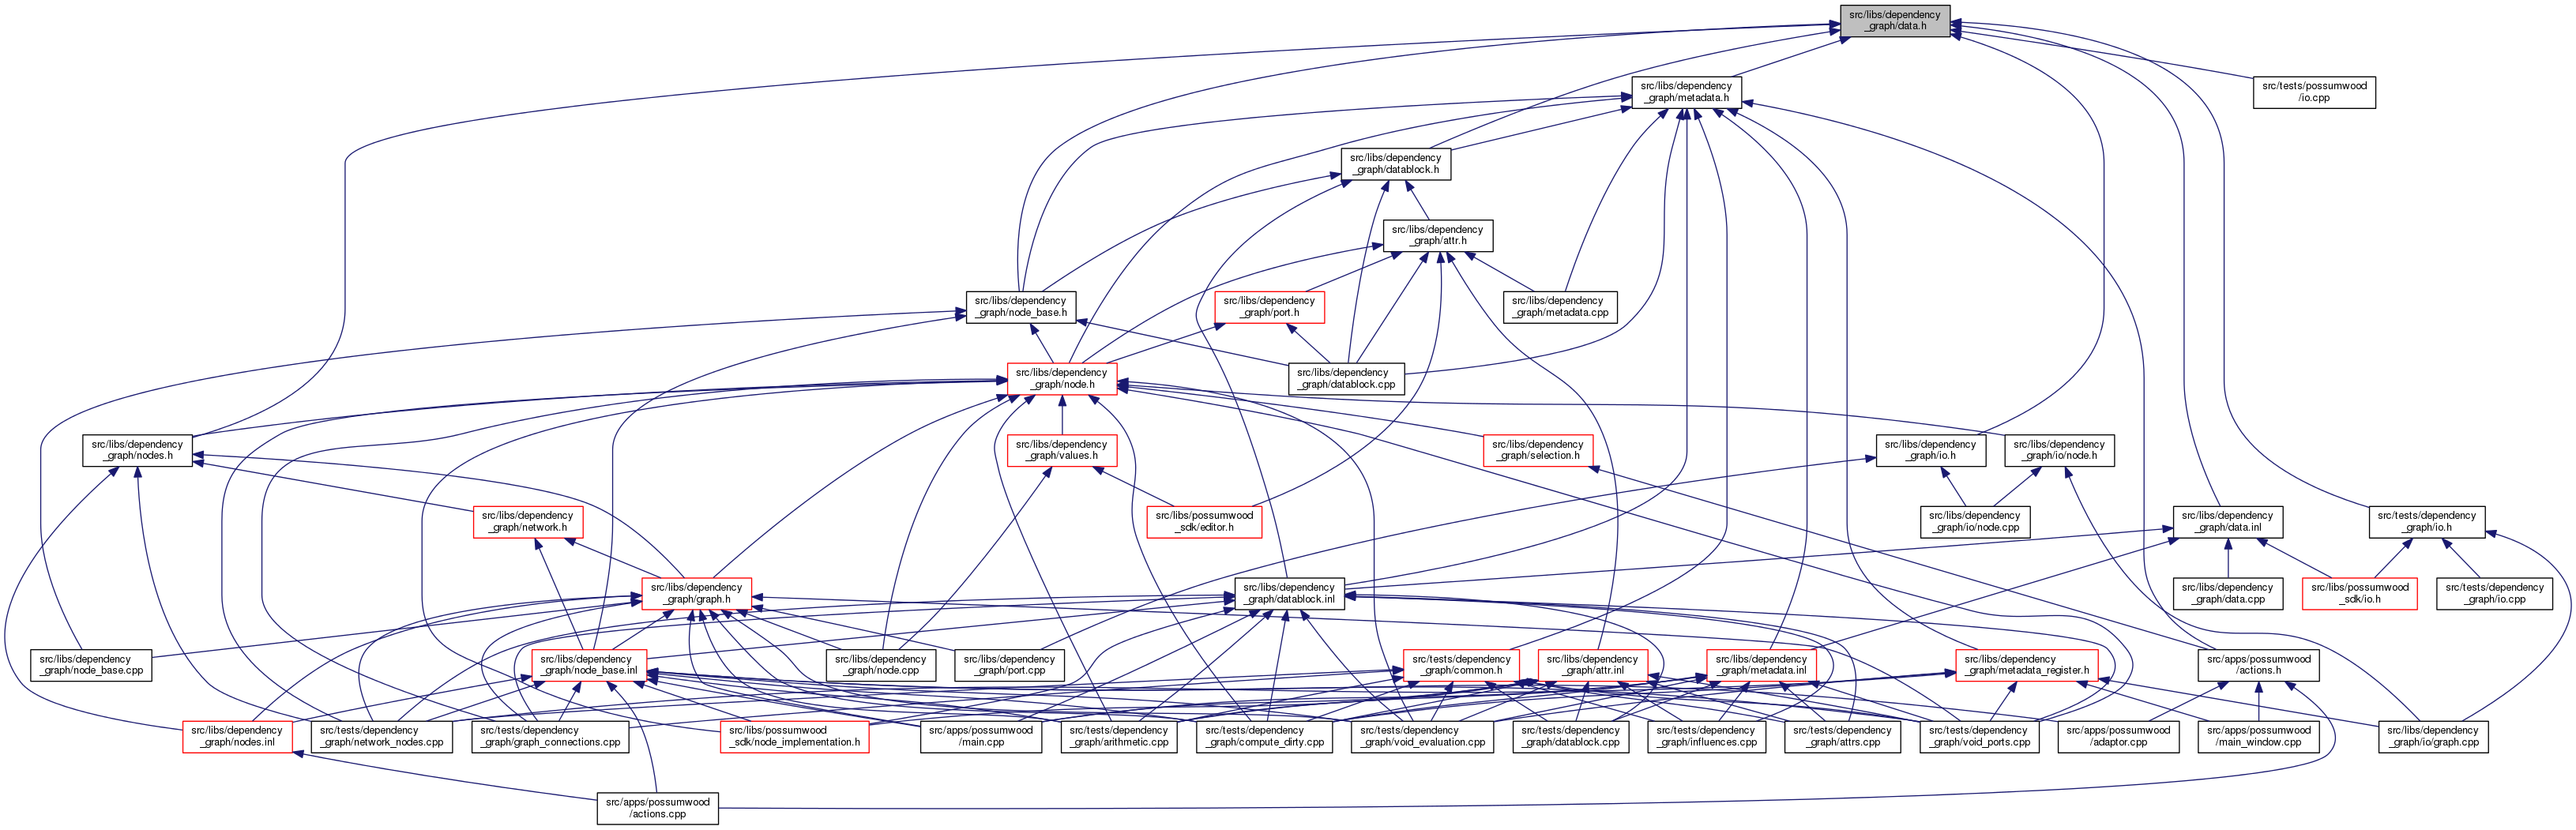 src/libs/dependency
_graph/data.h
src/libs/dependency
_graph/metadata.h
src/tests/possumwood
/io.cpp
src/libs/dependency
_graph/datablock.h
src/libs/dependency
_graph/attr.h
src/libs/dependency
_graph/node_base.h
src/libs/dependency
_graph/port.h
src/libs/dependency
_graph/metadata.cpp
src/libs/dependency
_graph/node.h
src/libs/dependency
_graph/datablock.cpp
src/libs/dependency
_graph/nodes.h
src/libs/dependency
_graph/values.h
src/libs/dependency
_graph/selection.h
src/libs/dependency
_graph/io.h
src/libs/dependency
_graph/io/node.h
src/libs/dependency
_graph/network.h
src/libs/possumwood
_sdk/editor.h
src/libs/dependency
_graph/io/node.cpp
src/libs/dependency
_graph/data.inl
src/tests/dependency
_graph/io.h
src/libs/dependency
_graph/graph.h
src/libs/dependency
_graph/datablock.inl
src/libs/dependency
_graph/data.cpp
src/libs/possumwood
_sdk/io.h
src/tests/dependency
_graph/io.cpp
src/libs/dependency
_graph/node_base.cpp
src/libs/dependency
_graph/node_base.inl
src/libs/dependency
_graph/node.cpp
src/libs/dependency
_graph/port.cpp
src/tests/dependency
_graph/common.h
src/libs/dependency
_graph/attr.inl
src/libs/dependency
_graph/metadata.inl
src/libs/dependency
_graph/metadata_register.h
src/apps/possumwood
/actions.h
src/libs/dependency
_graph/nodes.inl
src/tests/dependency
_graph/network_nodes.cpp
src/tests/dependency
_graph/graph_connections.cpp
src/libs/possumwood
_sdk/node_implementation.h
src/apps/possumwood
/main.cpp
src/tests/dependency
_graph/arithmetic.cpp
src/tests/dependency
_graph/compute_dirty.cpp
src/tests/dependency
_graph/void_evaluation.cpp
src/tests/dependency
_graph/datablock.cpp
src/tests/dependency
_graph/influences.cpp
src/tests/dependency
_graph/attrs.cpp
src/tests/dependency
_graph/void_ports.cpp
src/apps/possumwood
/adaptor.cpp
src/apps/possumwood
/main_window.cpp
src/libs/dependency
_graph/io/graph.cpp
src/apps/possumwood
/actions.cpp